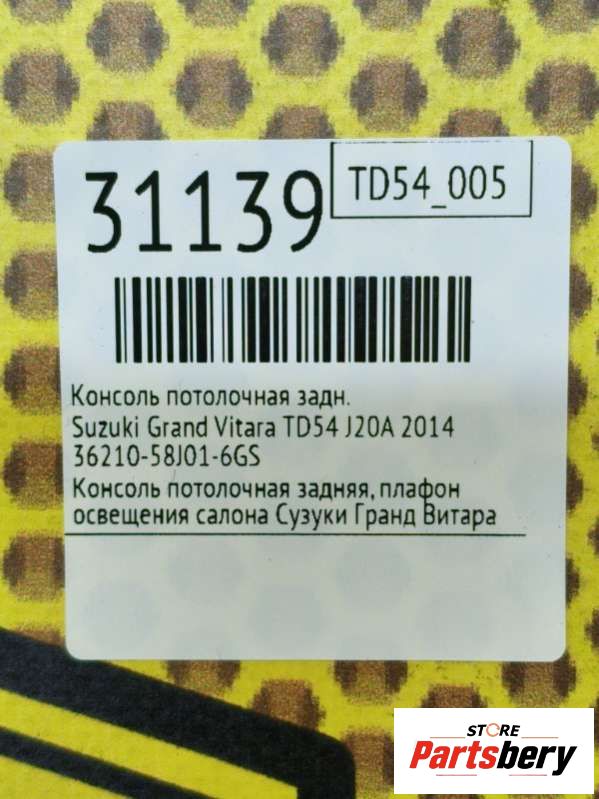 31139
TD54_005
Консоль потолочная задн.
Suzuki Grand Vitara TD54 J20A 2014
36210-58J01-6GS
Консоль потолочная задняя, плафон
освещения салона Сузуки Гранд Витара
STORE
Partsbery